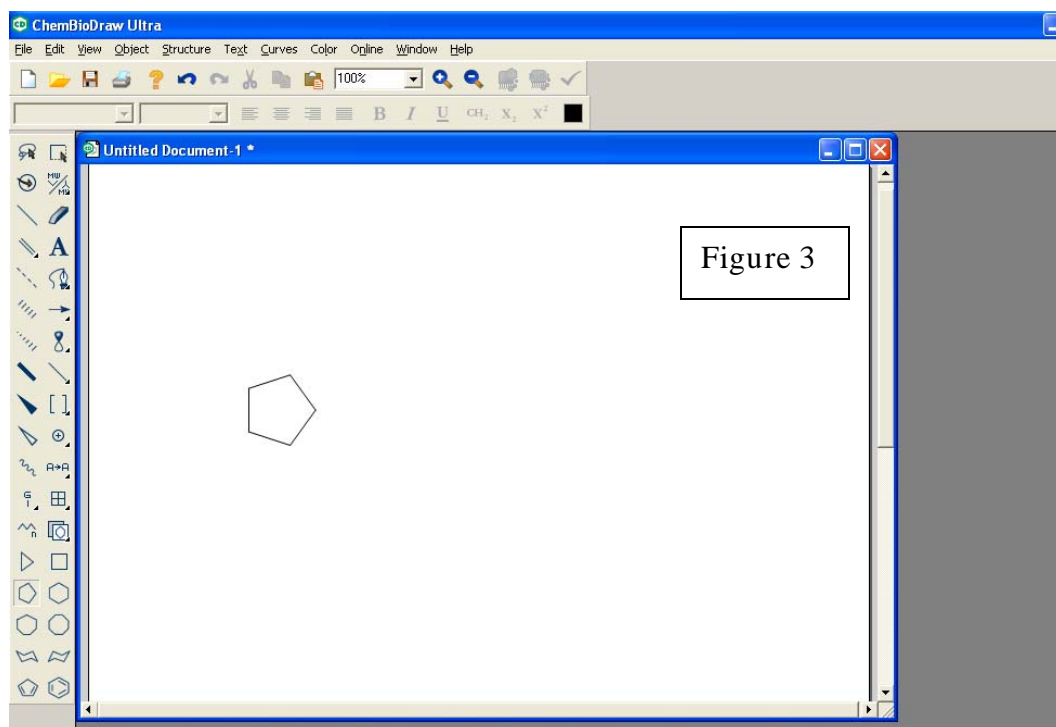 ChemBioDraw Ultra
File Edit View Object Structure Text Curves Color Online Window Help
100%
B I U CH₂ X₂ X²
Untitled Document-1 *
MW
A
Figure 3
A→A
n